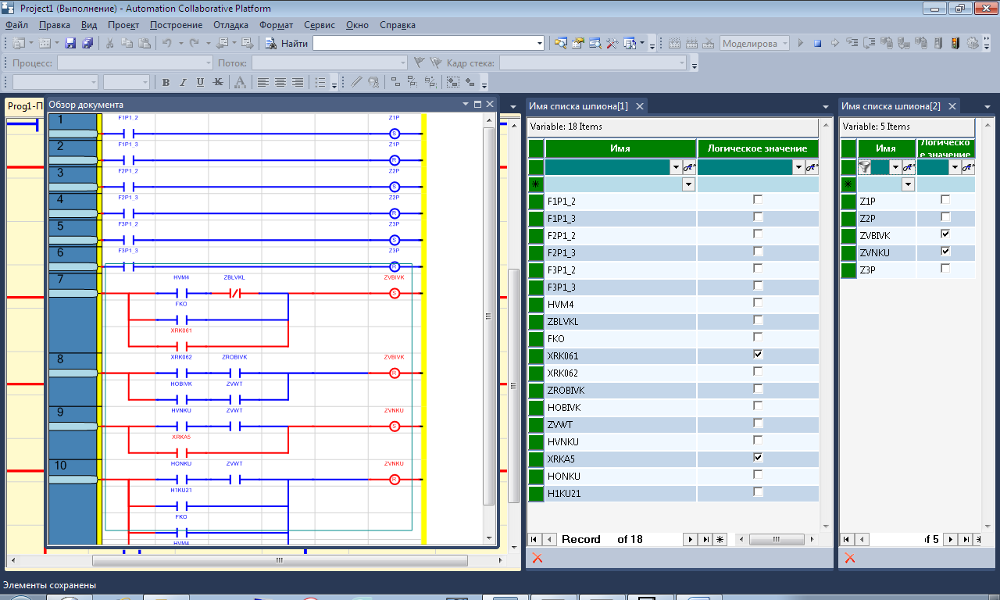 Project1 (Выполнение) - Automation Collaborative Platform
Файл Правка Вид Проект Построение Отладка Формат Сервис Окно Справка
Найти
Моделирова
Процесс: Поток: Кадр стека:
B I U K A
Prog1-П
Обзор документа
1 F1P1_2 Z1P
S
2 F1P1_3 Z1P
R
3 F2P1_2 Z2P
S
4 F2P1_3 Z2P
R
5 F3P1_2 Z3P
S
6 F3P1_3 Z3P
R
7 HVM4 ZBLVKL ZVBIVK
S
FKO
XRK061
8 XRK062 ZROBIVK ZVBIVK
R
HOBIVK ZVWT
9 HVNKU ZVWT ZVNKU
S
XRKA5
10 HONKU ZVWT ZVNKU
R
H1KU21
FKO
HVM4
Имя списка шпиона[1]
Variable: 18 Items
Имя Логическое значение
F1P1_2
F1P1_3
F2P1_2
F2P1_3
F3P1_2
F3P1_3
HVM4
ZBLVKL
FKO
XRK061
XRK062
ZROBIVK
HOBIVK
ZVWT
HVNKU
XRKA5
HONKU
H1KU21
Record of 18
Имя списка шпиона[2]
Variable: 5 Items
Имя Логическо
е значение
Z1P
Z2P
ZVBIVK
ZVNKU
Z3P
of 5
Элементы сохранены